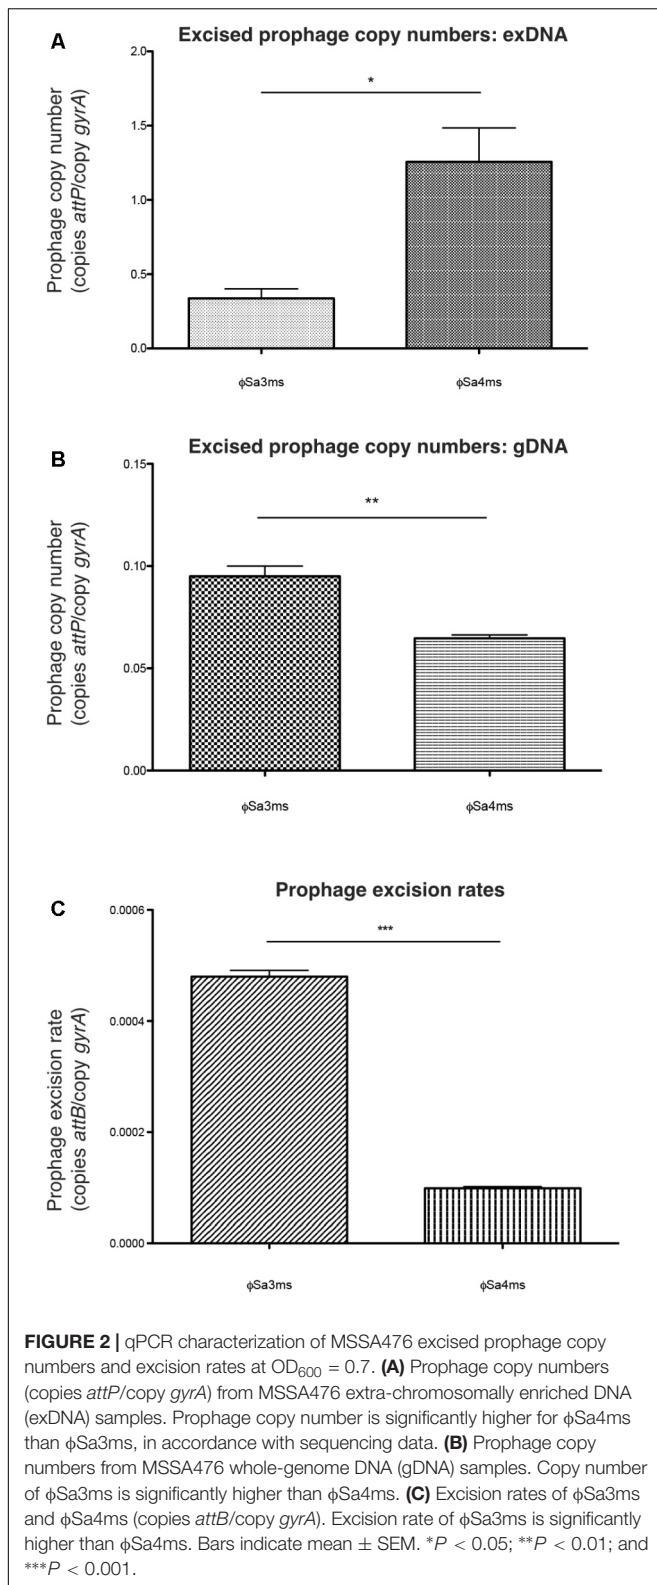 A
Excised prophage copy numbers: exDNA
Prophage copy number
(copies attP/copy gyrA)
2.0
1.5
1.0
0.5
0.0
*
ϕSa3ms
ϕSa4ms
B
Excised prophage copy numbers: gDNA
Prophage copy number
(copies attP/copy gyrA)
0.15
0.10
0.05
0.00
**
ϕSa3ms
ϕSa4ms
C
Prophage excision rates
Prophage excision rate
(copies attB/copy gyrA)
0.0006
0.0004
0.0002
0.0000
***
ϕSa3ms
ϕSa4ms
FIGURE 2 | qPCR characterization of MSSA476 excised prophage copy
numbers and excision rates at OD₆₀₀ = 0.7. (A) Prophage copy numbers
(copies attP/copy gyrA) from MSSA476 extra-chromosomally enriched DNA
(exDNA) samples. Prophage copy number is significantly higher for ϕSa4ms
than ϕSa3ms, in accordance with sequencing data. (B) Prophage copy
numbers from MSSA476 whole-genome DNA (gDNA) samples. Copy number
of ϕSa3ms is significantly higher than ϕSa4ms. (C) Excision rates of ϕSa3ms
and ϕSa4ms (copies attB/copy gyrA). Excision rate of ϕSa3ms is significantly
higher than ϕSa4ms. Bars indicate mean ± SEM. *P < 0.05; **P < 0.01; and
***P < 0.001.